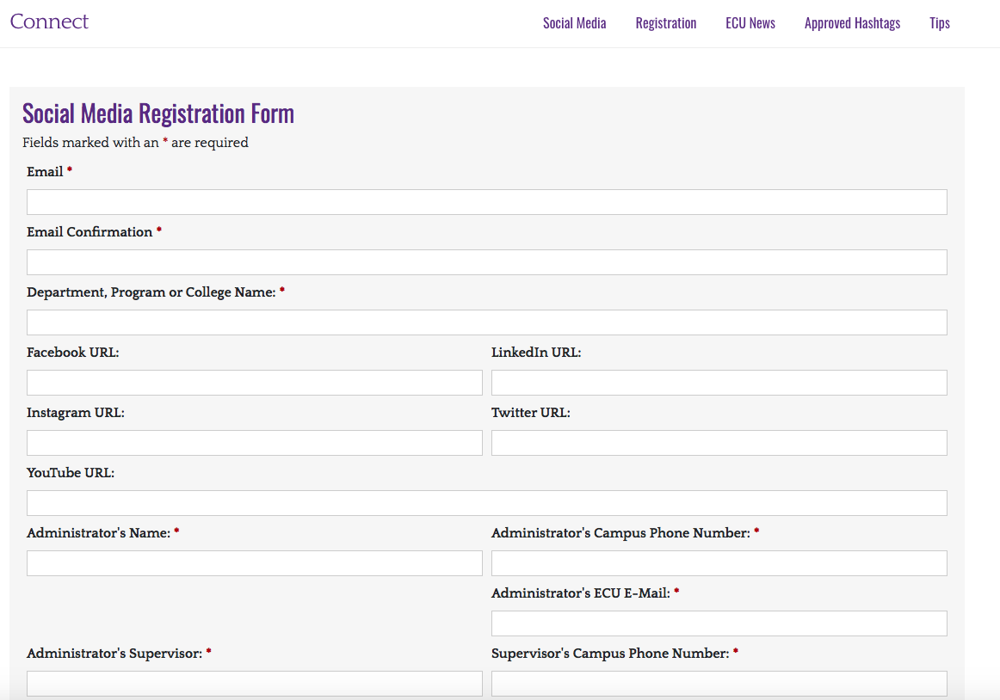 Connect
Social Media Registration ECU News Approved Hashtags Tips
Social Media Registration Form
Fields marked with an * are required
Email *
Email Confirmation *
Department, Program or College Name: *
Facebook URL: LinkedIn URL:
Instagram URL: Twitter URL:
YouTube URL:
Administrator's Name: * Administrator's Campus Phone Number: *
Administrator's ECU E-Mail: *
Administrator's Supervisor: * Supervisor's Campus Phone Number: *